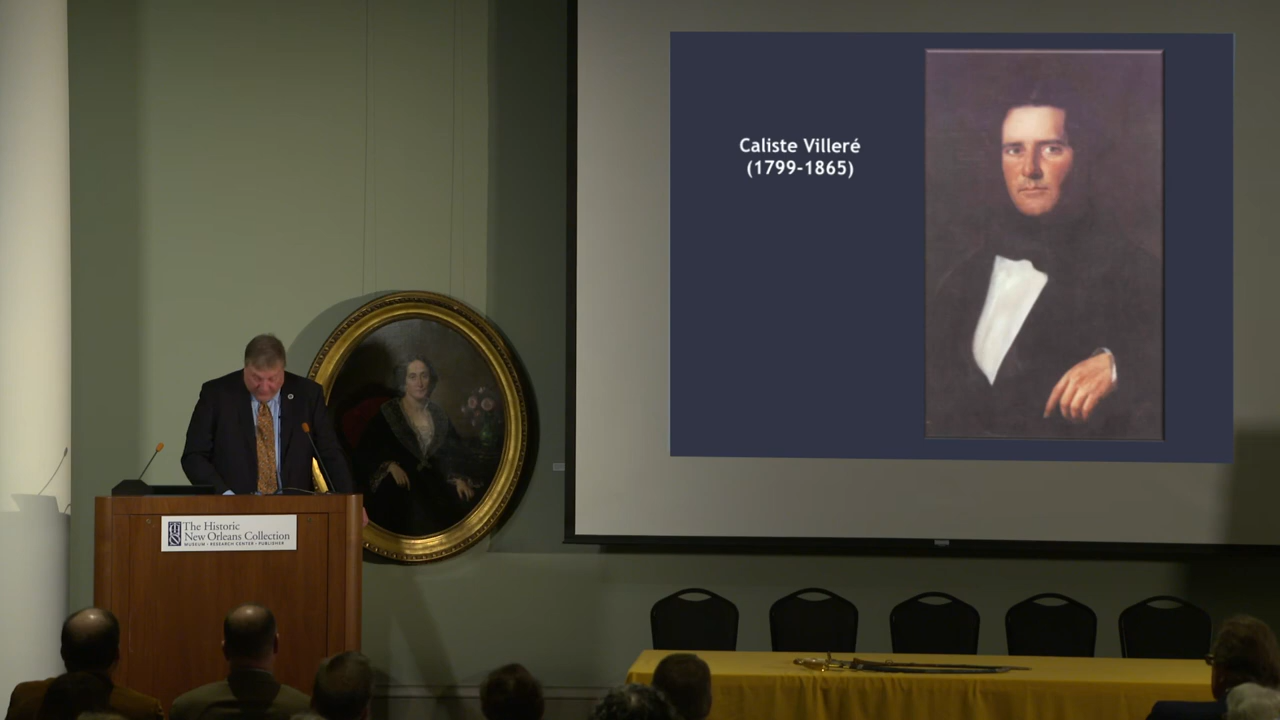 Caliste Villeré
(1799-1865)
The Historic
New Orleans Collection
MUSEUM • RESEARCH CENTER • PUBLISHER